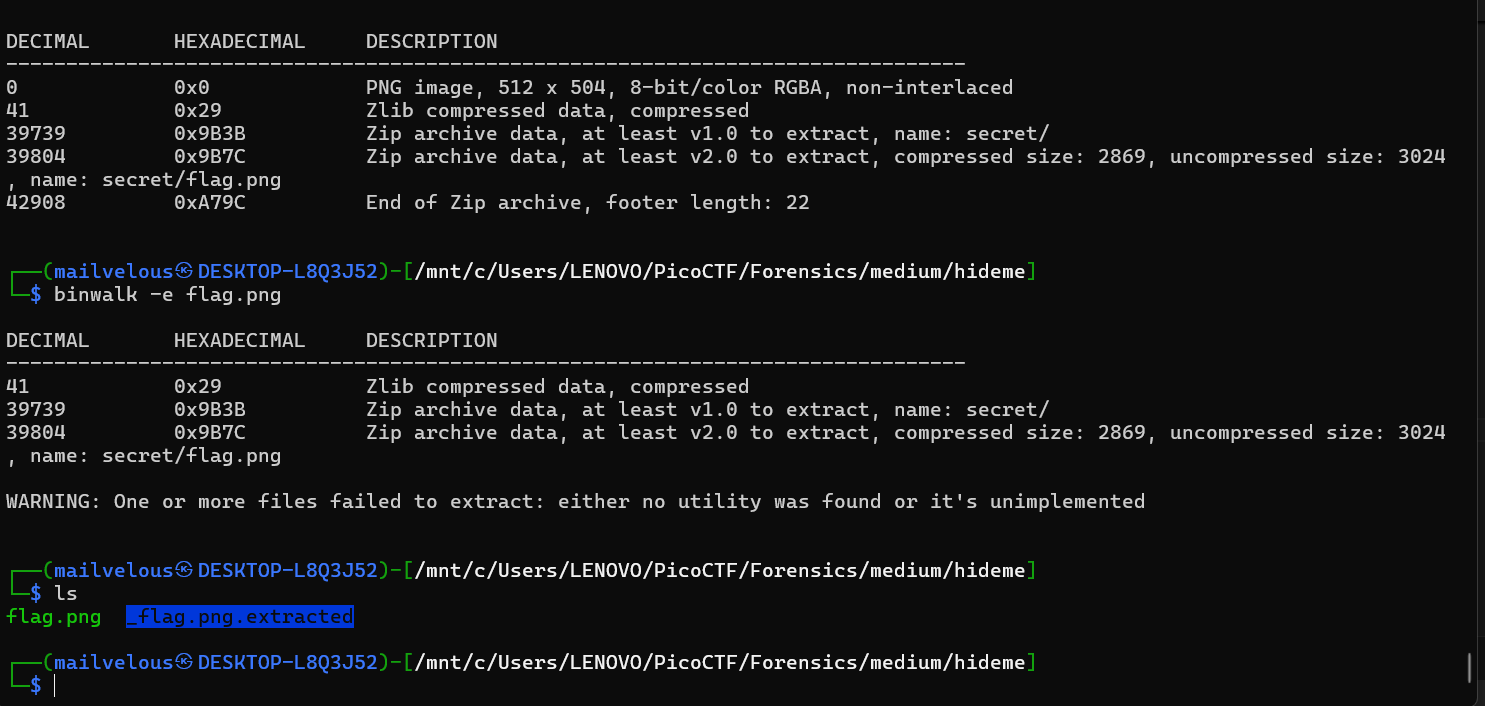 DECIMAL       HEXADECIMAL     DESCRIPTION
--------------------------------------------------------------------------------
0             0x0             PNG image, 512 x 504, 8-bit/color RGBA, non-interlaced
41            0x29            Zlib compressed data, compressed
39739         0x9B3B          Zip archive data, at least v1.0 to extract, name: secret/
39804         0x9B7C          Zip archive data, at least v2.0 to extract, compressed size: 2869, uncompressed size: 3024
, name: secret/flag.png
42908         0xA79C          End of Zip archive, footer length: 22
┌──(mailvelous㉿DESKTOP-L8Q3J52)-[/mnt/c/Users/LENOVO/PicoCTF/Forensics/medium/hideme]
└─$ binwalk -e flag.png
DECIMAL       HEXADECIMAL     DESCRIPTION
--------------------------------------------------------------------------------
41            0x29            Zlib compressed data, compressed
39739         0x9B3B          Zip archive data, at least v1.0 to extract, name: secret/
39804         0x9B7C          Zip archive data, at least v2.0 to extract, compressed size: 2869, uncompressed size: 3024
, name: secret/flag.png
WARNING: One or more files failed to extract: either no utility was found or it's unimplemented
┌──(mailvelous㉿DESKTOP-L8Q3J52)-[/mnt/c/Users/LENOVO/PicoCTF/Forensics/medium/hideme]
└─$ ls
flag.png  _flag.png.extracted
┌──(mailvelous㉿DESKTOP-L8Q3J52)-[/mnt/c/Users/LENOVO/PicoCTF/Forensics/medium/hideme]
└─$